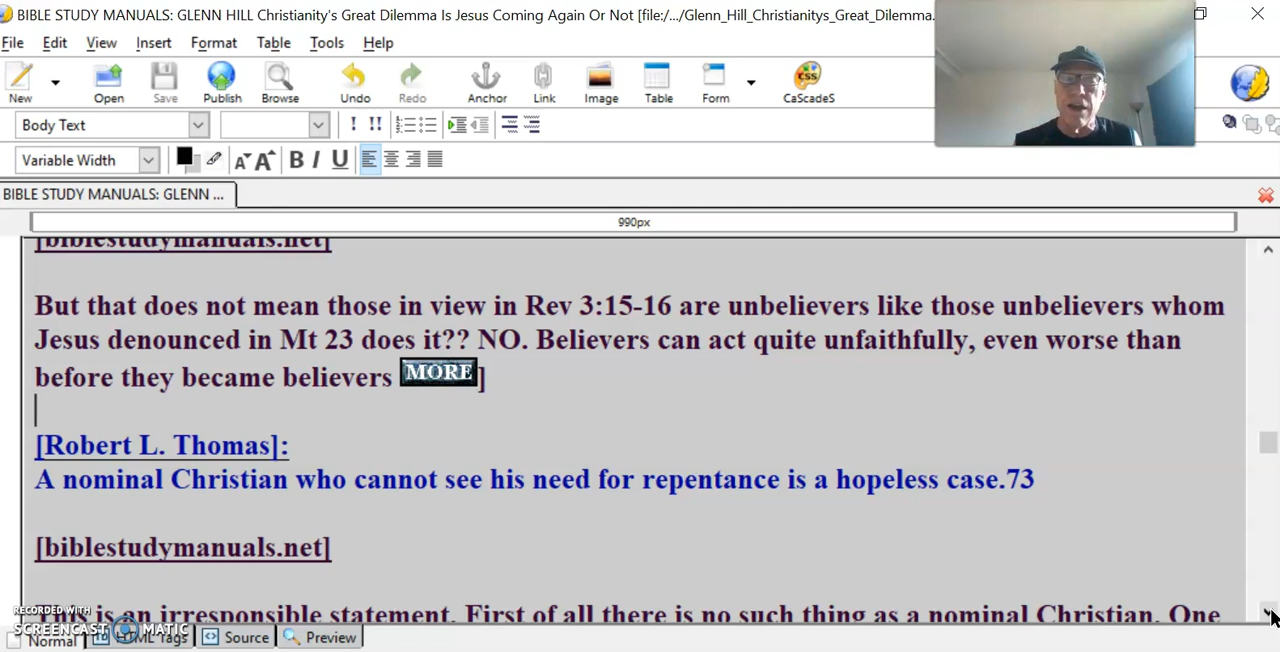 BIBLE STUDY MANUALS: GLENN HILL Christianity's Great Dilemma Is Jesus Coming Again Or Not [file:/.../Glenn_Hill_Christianitys_Great_Dilemma.
File Edit View Insert Format Table Tools Help
New Open Save Publish Browse Undo Redo Anchor Link Image Table Form CaScadeS
Body Text
Variable Width
BIBLE STUDY MANUALS: GLENN ...
990px
[biblestudymanuals.net]
But that does not mean those in view in Rev 3:15-16 are unbelievers like those unbelievers whom
Jesus denounced in Mt 23 does it?? NO. Believers can act quite unfaithfully, even worse than
before they became believers MORE]
[Robert L. Thomas]:
A nominal Christian who cannot see his need for repentance is a hopeless case.73
[biblestudymanuals.net]
This is an irresponsible statement. First of all there is no such thing as a nominal Christian. One
RECORDED WITH
SCREENCAST MATIC
Normal HTML Tags Source Preview